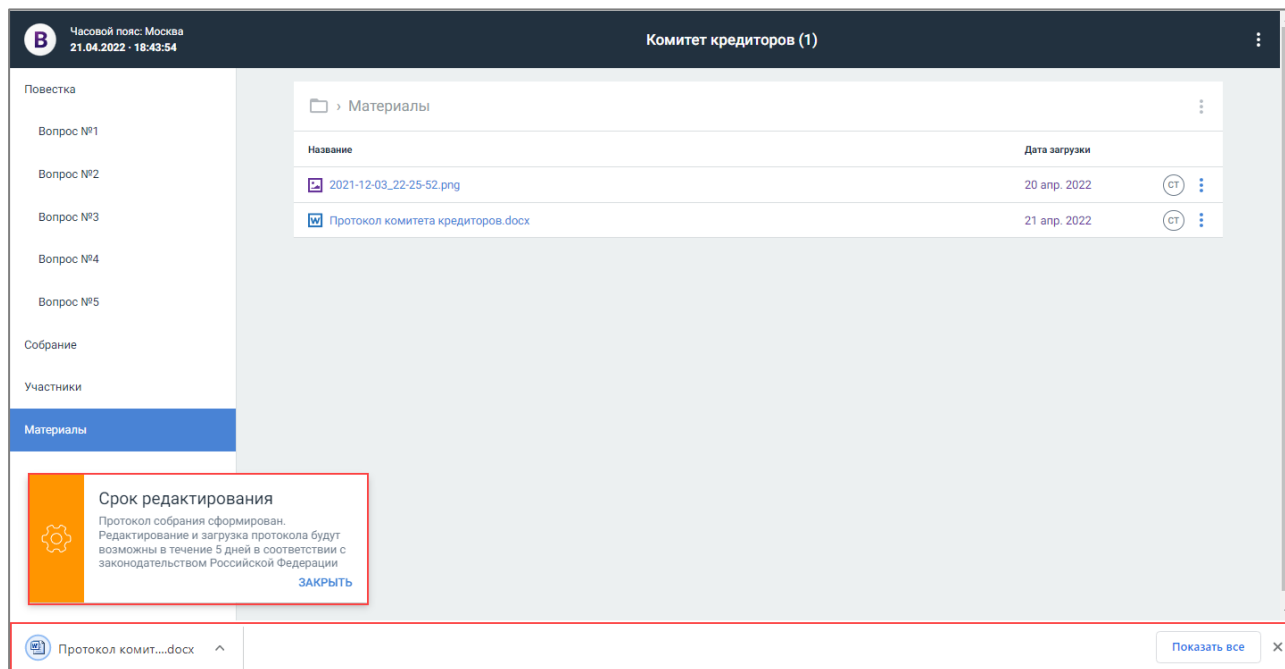 B
Часовой пояс: Москва
21.04.2022 · 18:43:54
Комитет кредиторов (1)
Повестка
Вопрос №1
Вопрос №2
Вопрос №3
Вопрос №4
Вопрос №5
Собрание
Участники
Материалы
› Материалы
Название Дата загрузки
2021-12-03_22-25-52.png 20 апр. 2022 СТ
W Протокол комитета кредиторов.docx 21 апр. 2022 СТ
Срок редактирования
Протокол собрания сформирован.
Редактирование и загрузка протокола будут
возможны в течение 5 дней в соответствии с
законодательством Российской Федерации
ЗАКРЫТЬ
Протокол комит....docx Показать все